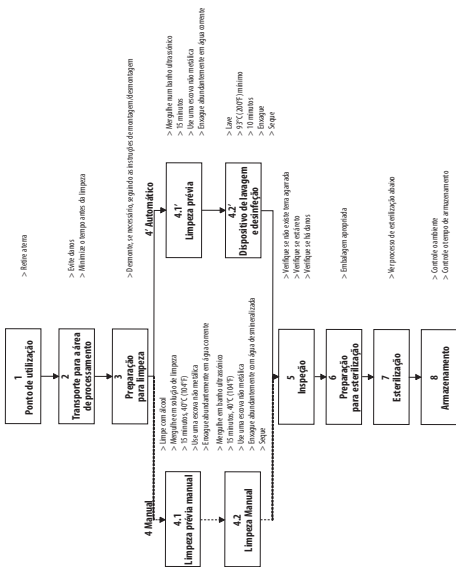 1
Ponto de utilização
> Retire a terra
2
Transporte para a área
de processamento
> Evite danos
> Minimize o tempo antes da limpeza
3
Preparação
para limpeza
> Desmonte, se necessário, seguindo as instruções de montagem/desmontagem
4 Manual
4.1
Limpeza prévia manual
> Limpe com álcool
> Mergulhe em solução de limpeza
> 15 minutos, 40°C (104°F)
> Use uma escova não metálica
> Enxague abundantemente em água corrente
4.2
Limpeza Manual
> Mergulhe em banho ultrassónico
> 15 minutos, 40°C (104°F)
> Use uma escova não metálica
> Enxague abundantemente com água desmineralizada
> Seque
4' Automático
4.1'
Limpeza prévia
> Mergulhe num banho ultrassónico
> 15 minutos
> Use uma escova não metálica
> Enxague abundantemente em água corrente
4.2'
Dispositivo de lavagem
e desinfeção
> Lave
> 93°C (200°F) mínimo
> 10 minutos
> Enxague
> Seque
5
Inspeção
> Verifique se não existe terra agarrada
> Verifique se está reto
> Verifique se há danos
6
Preparação
para esterilização
> Embalagem apropriada
7
Esterilização
> Ver processo de esterilização abaixo
8
Armazenamento
> Controle o ambiente
> Controle o tempo de armazenamento